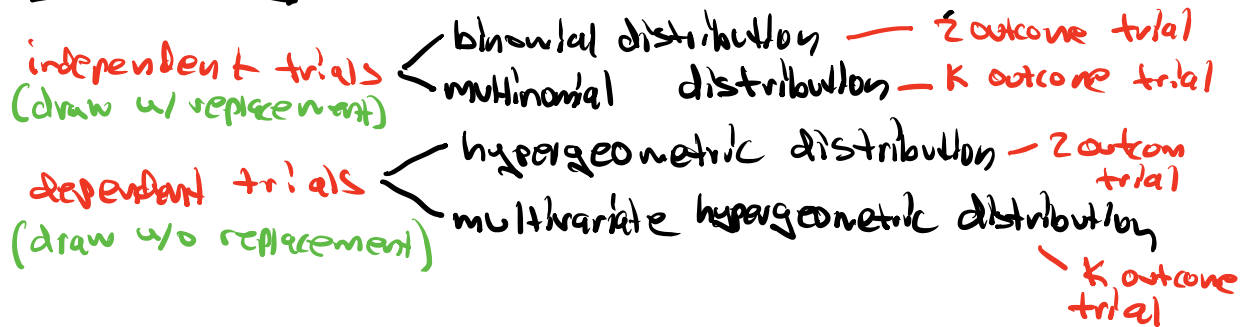 independent trials
(draw w/ replacement)
binomial distribution — 2 outcome trial
multinomial distribution — K outcome trial
dependent trials
(draw w/o replacement)
hypergeometric distribution — 2 outcom
trial
multivariate hypergeometric distribution
K outcome
trial